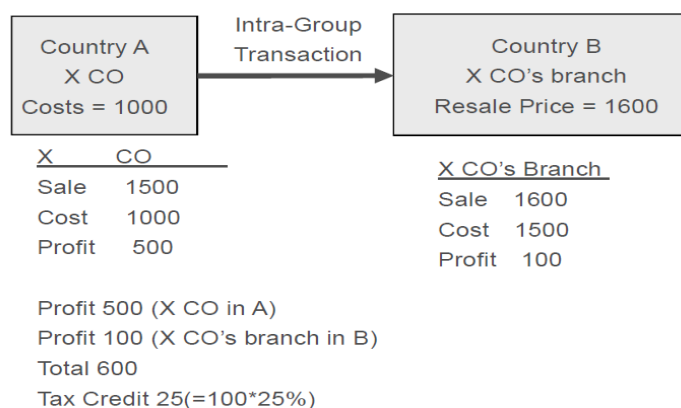 Country A
X CO
Costs = 1000
Intra-Group
Transaction
Country B
X CO's branch
Resale Price = 1600
X CO
Sale 1500
Cost 1000
Profit 500
X CO's Branch
Sale 1600
Cost 1500
Profit 100
Profit 500 (X CO in A)
Profit 100 (X CO's branch in B)
Total 600
Tax Credit 25(=100*25%)